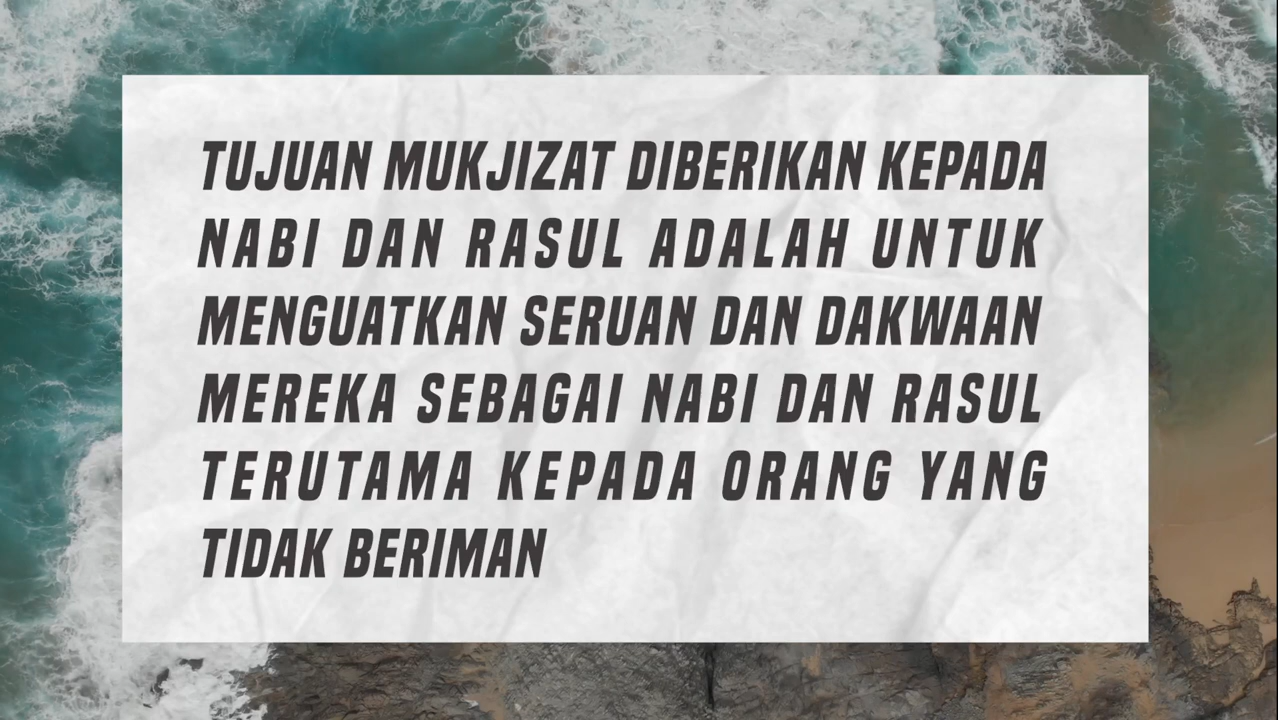 TUJUAN MUKJIZAT DIBERIKAN KEPADA
NABI DAN RASUL ADALAH UNTUK
MENGUATKAN SERUAN DAN DAKWAAN
MEREKA SEBAGAI NABI DAN RASUL
TERUTAMA KEPADA ORANG YANG
TIDAK BERIMAN